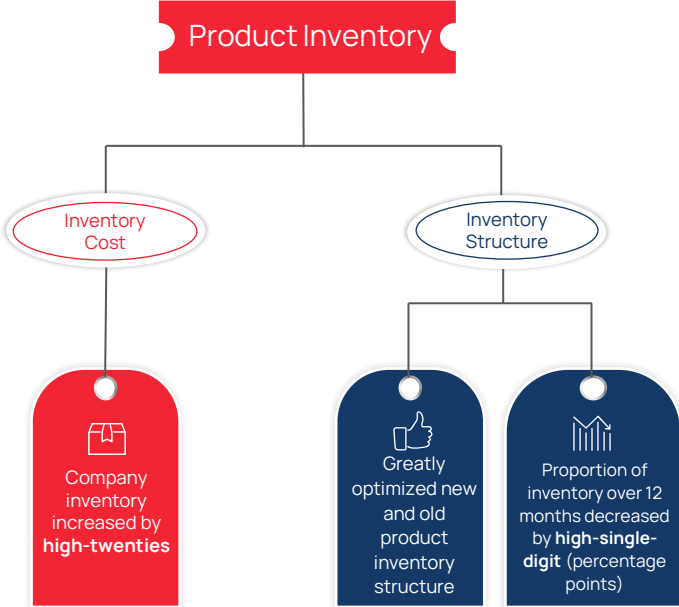 Product Inventory
Inventory
Cost
Inventory
Structure
Company
inventory
increased by
high-twenties
Greatly
optimized new
and old
product
inventory
structure
Proportion of
inventory over 12
months decreased
by high-single-
digit (percentage
points)